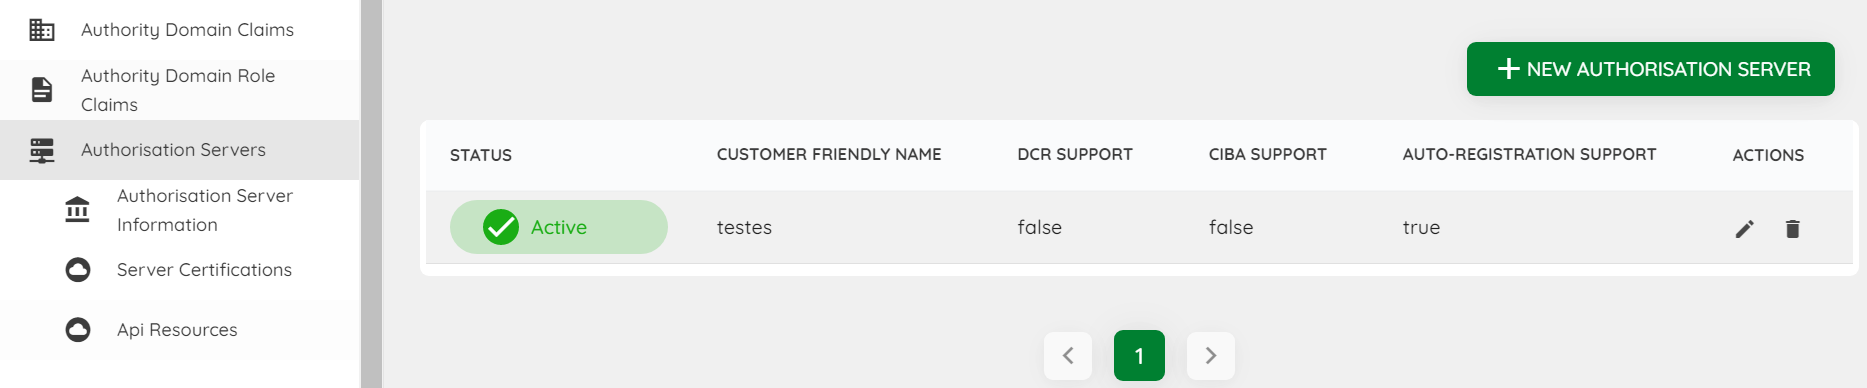 Authority Domain Claims
Authority Domain Role
Claims
Authorisation Servers
Authorisation Server
Information
Server Certifications
Api Resources
NEW AUTHORISATION SERVER
STATUS CUSTOMER FRIENDLY NAME DCR SUPPORT CIBA SUPPORT AUTO-REGISTRATION SUPPORT ACTIONS
Active testes false false true
1